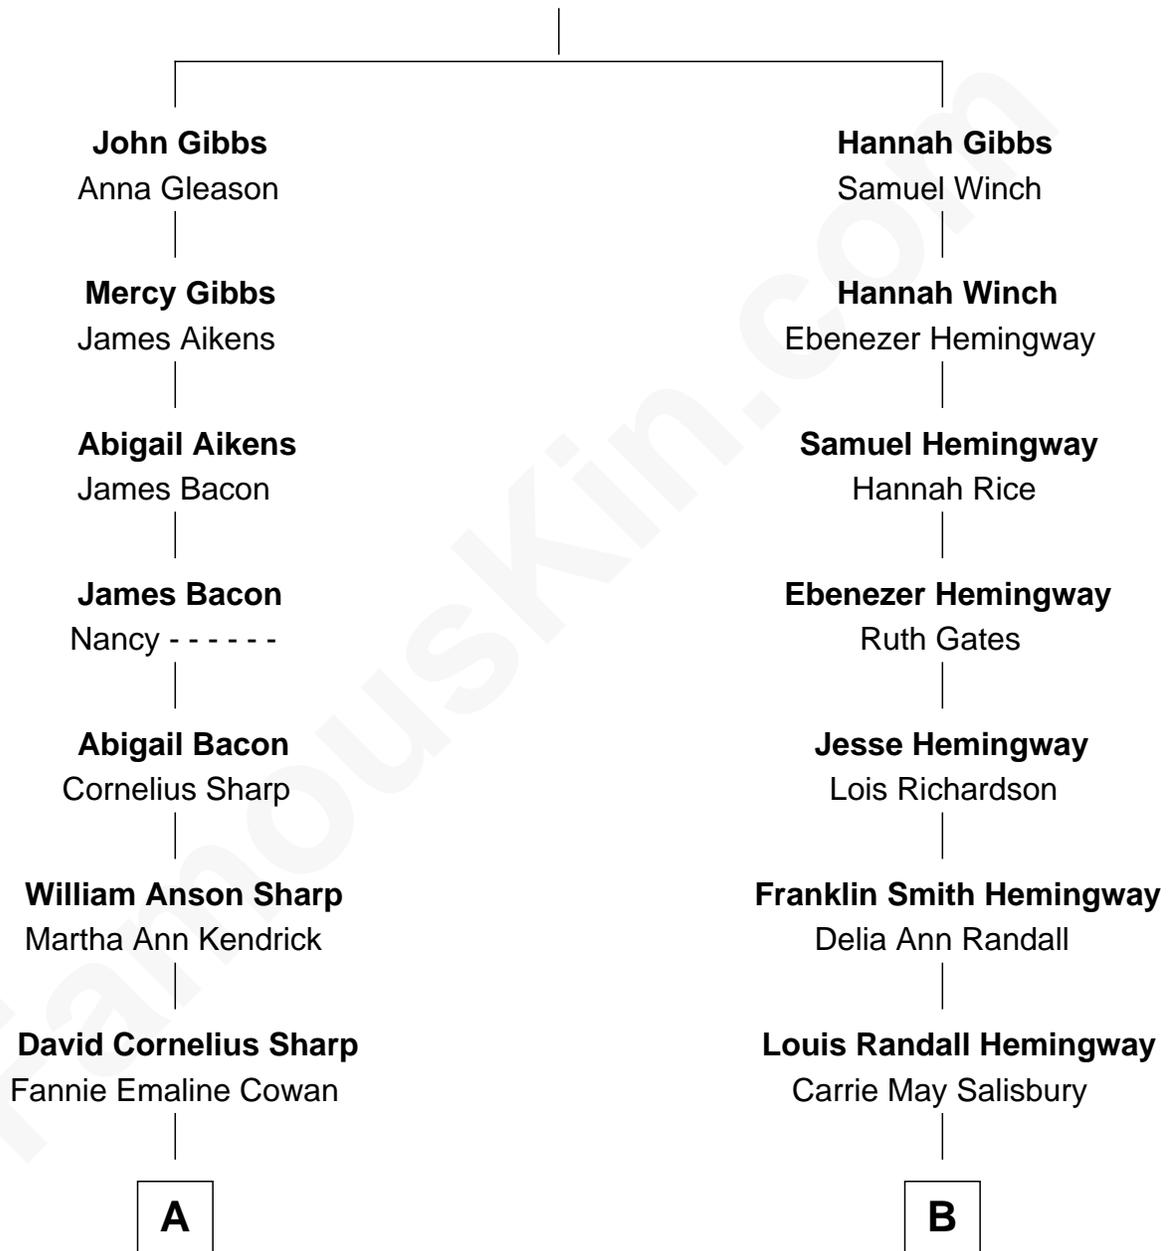 John Gibbs
Anna Gleason
Mercy Gibbs
James Aikens
Abigail Aikens
James Bacon
James Bacon
Nancy - - - - - -
Abigail Bacon
Cornelius Sharp
William Anson Sharp
Martha Ann Kendrick
David Cornelius Sharp
Fannie Emaline Cowan
A
Hannah Gibbs
Samuel Winch
Hannah Winch
Ebenezer Hemingway
Samuel Hemingway
Hannah Rice
Ebenezer Hemingway
Ruth Gates
Jesse Hemingway
Lois Richardson
Franklin Smith Hemingway
Delia Ann Randall
Louis Randall Hemingway
Carrie May Salisbury
B
FamousKin.com